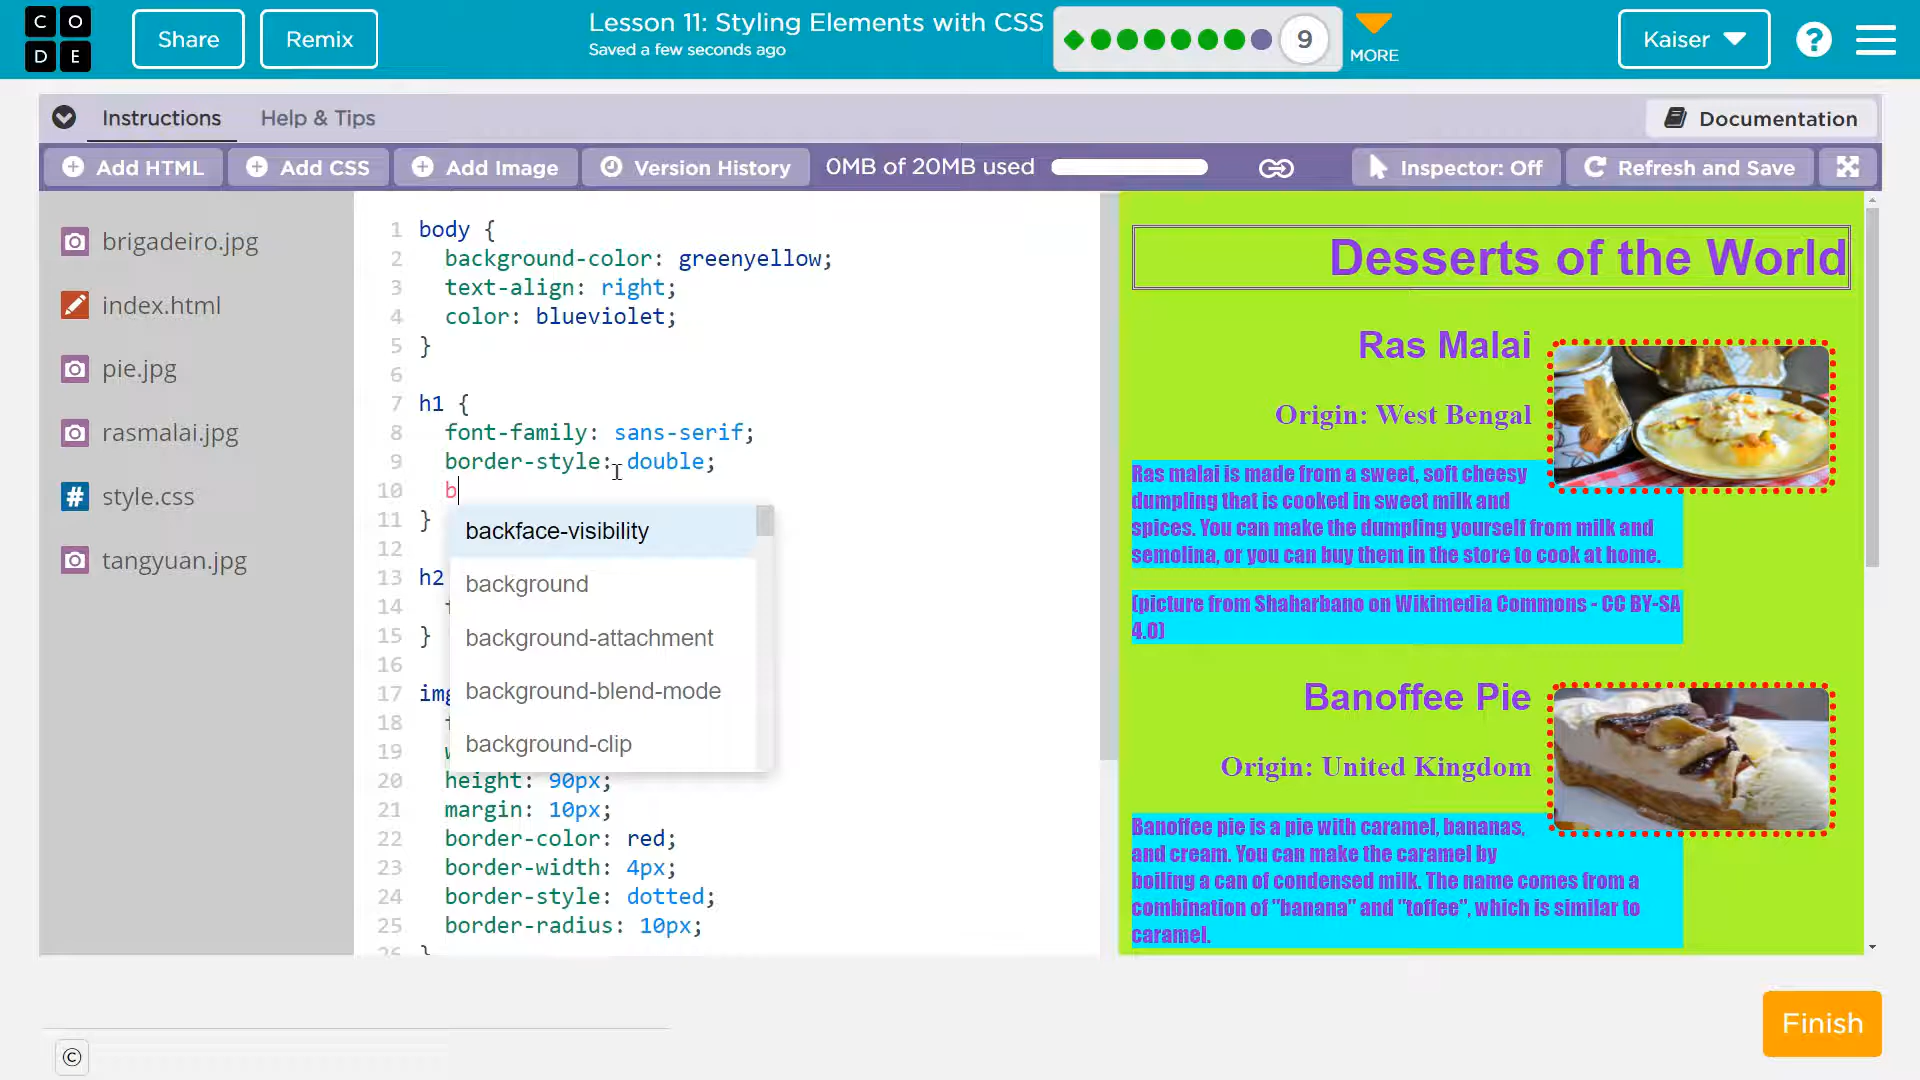 CODE
Share
Remix
Lesson 11: Styling Elements with CSS
Saved a few seconds ago
9
MORE
Kaiser
?
Instructions
Help & Tips
Documentation
Add HTML
Add CSS
Add Image
Version History
0MB of 20MB used
Inspector: Off
Refresh and Save
brigadeiro.jpg
index.html
pie.jpg
rasmalai.jpg
# style.css
tangyuan.jpg
1 body {
2 background-color: greenyellow;
3 text-align: right;
4 color: blueviolet;
5 }
6
7 h1 {
8 font-family: sans-serif;
9 border-style: double;
10 b
11 }
12
13 h2
14
15 }
16
17 img
18
19
20 height: 90px;
21 margin: 10px;
22 border-color: red;
23 border-width: 4px;
24 border-style: dotted;
25 border-radius: 10px;
backface-visibility
background
background-attachment
background-blend-mode
background-clip
Desserts of the World
Ras Malai
Origin: West Bengal
Ras malai is made from a sweet, soft cheesy
dumpling that is cooked in sweet milk and
spices. You can make the dumpling yourself from milk and
semolina, or you can buy them in the store to cook at home.
(picture from Shaharbano on Wikimedia Commons - CC BY-SA
4.0)
Banoffee Pie
Origin: United Kingdom
Banoffee pie is a pie with caramel, bananas,
and cream. You can make the caramel by
boiling a can of condensed milk. The name comes from a
combination of "banana" and "toffee", which is similar to
caramel.
Finish
©